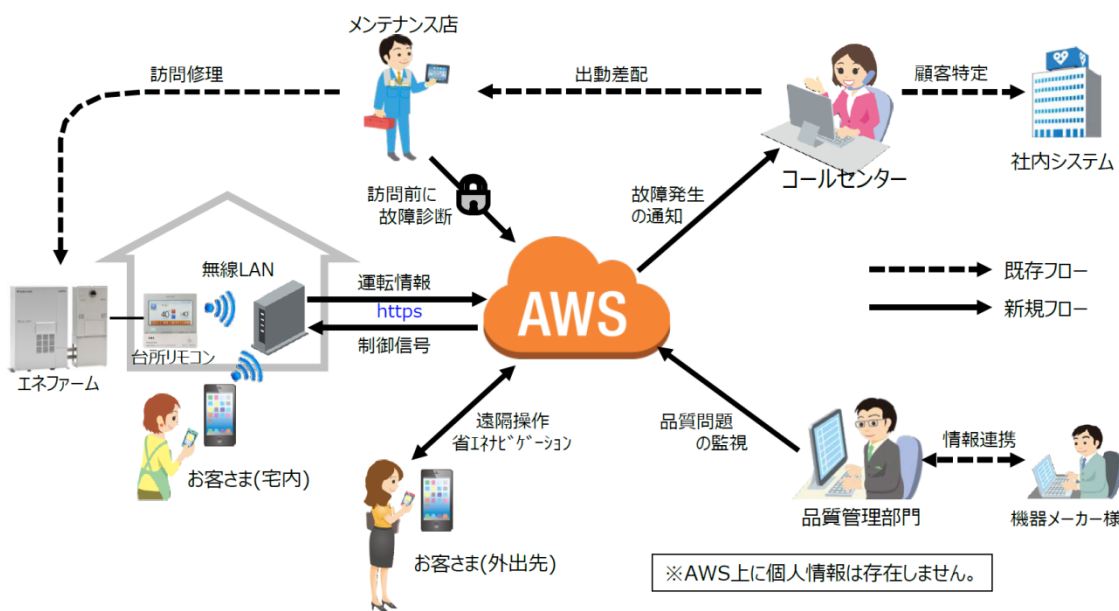 メンテナンス店
訪問修理
出動差配
顧客特定
社内システム
コールセンター
訪問前に
故障診断
故障発生
の通知
無線LAN
運転情報
https
制御信号
AWS
既存フロー
新規フロー
台所リモコン
エネファーム
お客さま(宅内)
遠隔操作
省エネナビゲーション
お客さま(外出先)
品質問題
の監視
情報連携
品質管理部門
機器メーカー様
※AWS上に個人情報は存在しません。